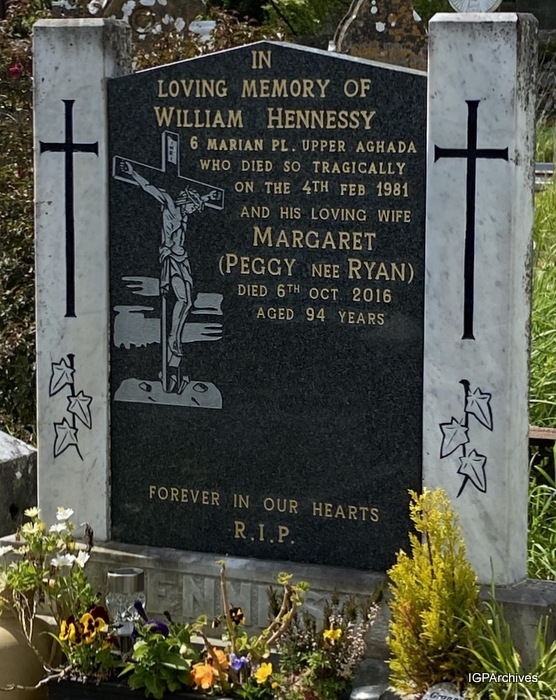 IN
LOVING MEMORY OF
WILLIAM HENNESSY
6 MARIAN PL. UPPER AGHADA
WHO DIED SO TRAGICALLY
ON THE 4TH FEB 1981
AND HIS LOVING WIFE
MARGARET
(PEGGY NEE RYAN)
DIED 6TH OCT 2016
AGED 94 YEARS
FOREVER IN OUR HEARTS
R.I.P.
IGPArchives